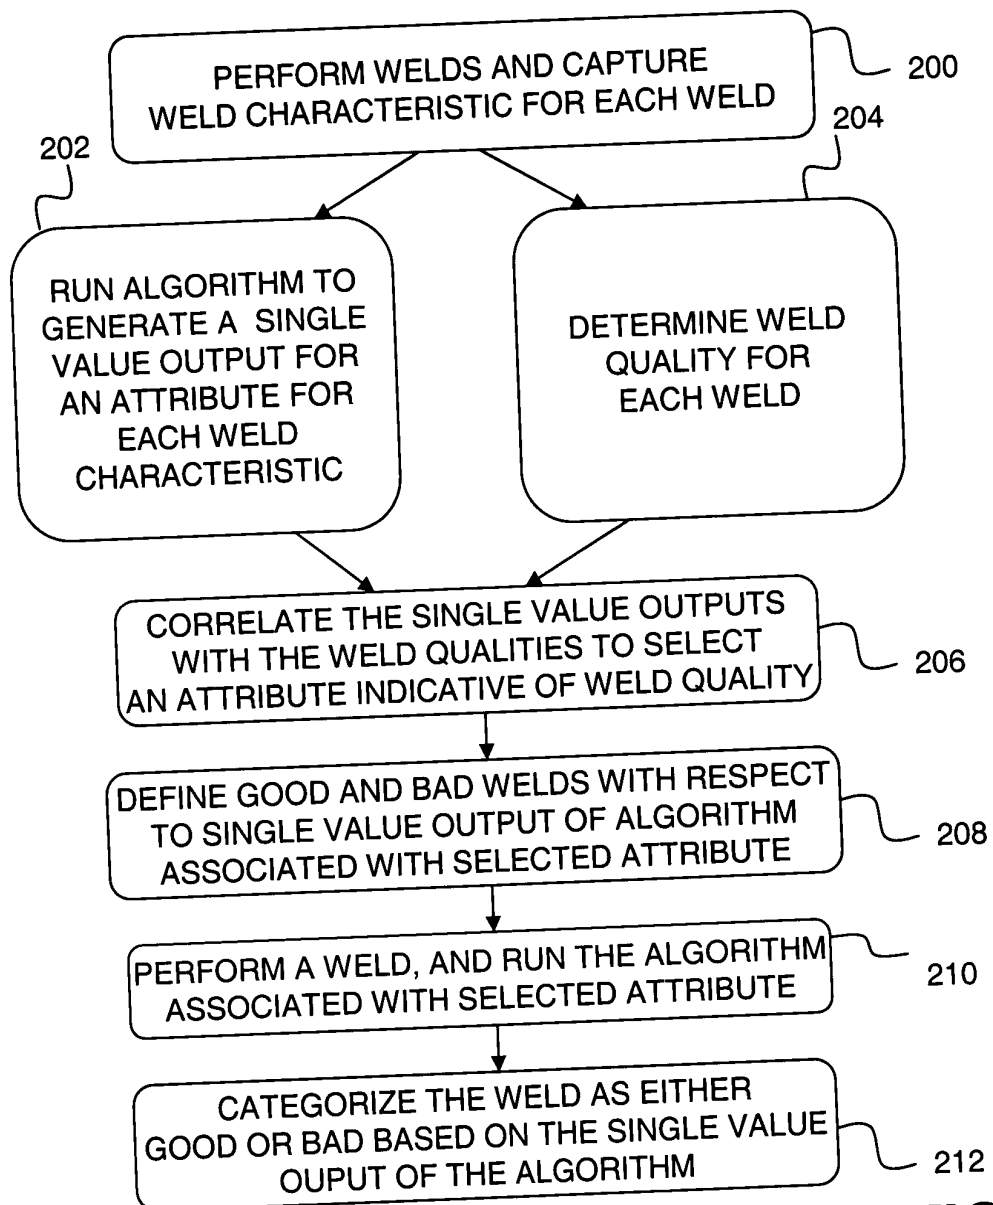 PERFORM WELDS AND CAPTURE
WELD CHARACTERISTIC FOR EACH WELD
200
202
204
RUN ALGORITHM TO
GENERATE A SINGLE
VALUE OUTPUT FOR
AN ATTRIBUTE FOR
EACH WELD
CHARACTERISTIC
DETERMINE WELD
QUALITY FOR
EACH WELD
CORRELATE THE SINGLE VALUE OUTPUTS
WITH THE WELD QUALITIES TO SELECT
AN ATTRIBUTE INDICATIVE OF WELD QUALITY
206
DEFINE GOOD AND BAD WELDS WITH RESPECT
TO SINGLE VALUE OUTPUT OF ALGORITHM
ASSOCIATED WITH SELECTED ATTRIBUTE
208
PERFORM A WELD, AND RUN THE ALGORITHM
ASSOCIATED WITH SELECTED ATTRIBUTE
210
CATEGORIZE THE WELD AS EITHER
GOOD OR BAD BASED ON THE SINGLE VALUE
OUPUT OF THE ALGORITHM
212